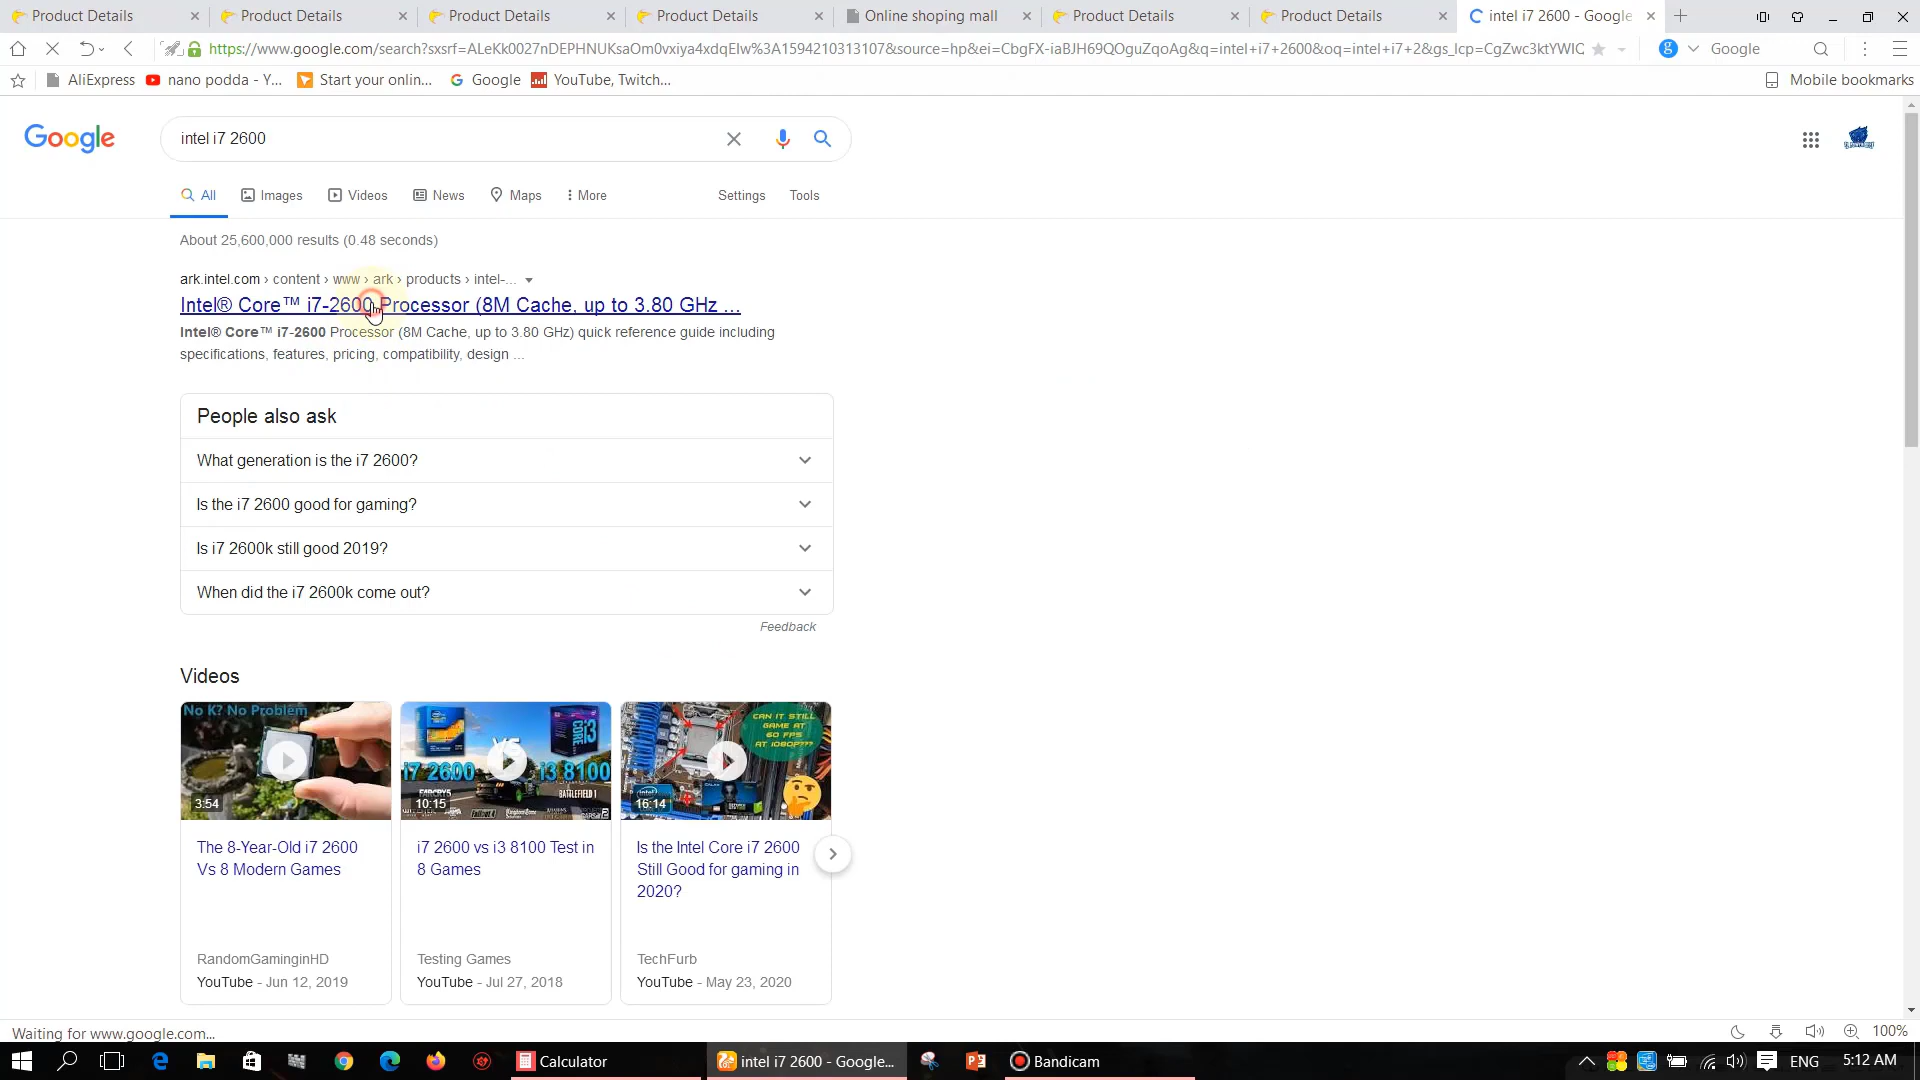 Product Details
Product Details
Product Details
Product Details
Online shoping mall
Product Details
Product Details
intel i7 2600 - Google
https://www.google.com/search?sxsrf=ALeKk0027nDEPHNUKsaOm0vxiya4xdqEIw%3A1594210313107&source=hp&ei=CbgFX-iaBJH69QOguZqoAg&q=intel+i7+2600&oq=intel+i7+2&gs_lcp=CgZwc3ktYWIC
Google
AliExpress
nano podda - Y...
Start your onlin...
Google
YouTube, Twitch...
Mobile bookmarks
Google
intel i7 2600
All
Images
Videos
News
Maps
More
Settings
Tools
About 25,600,000 results (0.48 seconds)
ark.intel.com › content › www › ark › products › intel-...
Intel® Core™ i7-2600 Processor (8M Cache, up to 3.80 GHz ...
Intel® Core™ i7-2600 Processor (8M Cache, up to 3.80 GHz) quick reference guide including
specifications, features, pricing, compatibility, design ...
People also ask
What generation is the i7 2600?
Is the i7 2600 good for gaming?
Is i7 2600k still good 2019?
When did the i7 2600k come out?
Feedback
Videos
No K? No Problem
3:54
The 8-Year-Old i7 2600
Vs 8 Modern Games
RandomGaminginHD
YouTube - Jun 12, 2019
VS
i7 2600
i3 8100
10:15
i7 2600 vs i3 8100 Test in
8 Games
Testing Games
YouTube - Jul 27, 2018
CAN IT STILL
GAME AT
60 FPS
AT 1080P???
16:14
Is the Intel Core i7 2600
Still Good for gaming in
2020?
TechFurb
YouTube - May 23, 2020
Waiting for www.google.com...
100%
Calculator
intel i7 2600 - Google...
Bandicam
ENG
5:12 AM